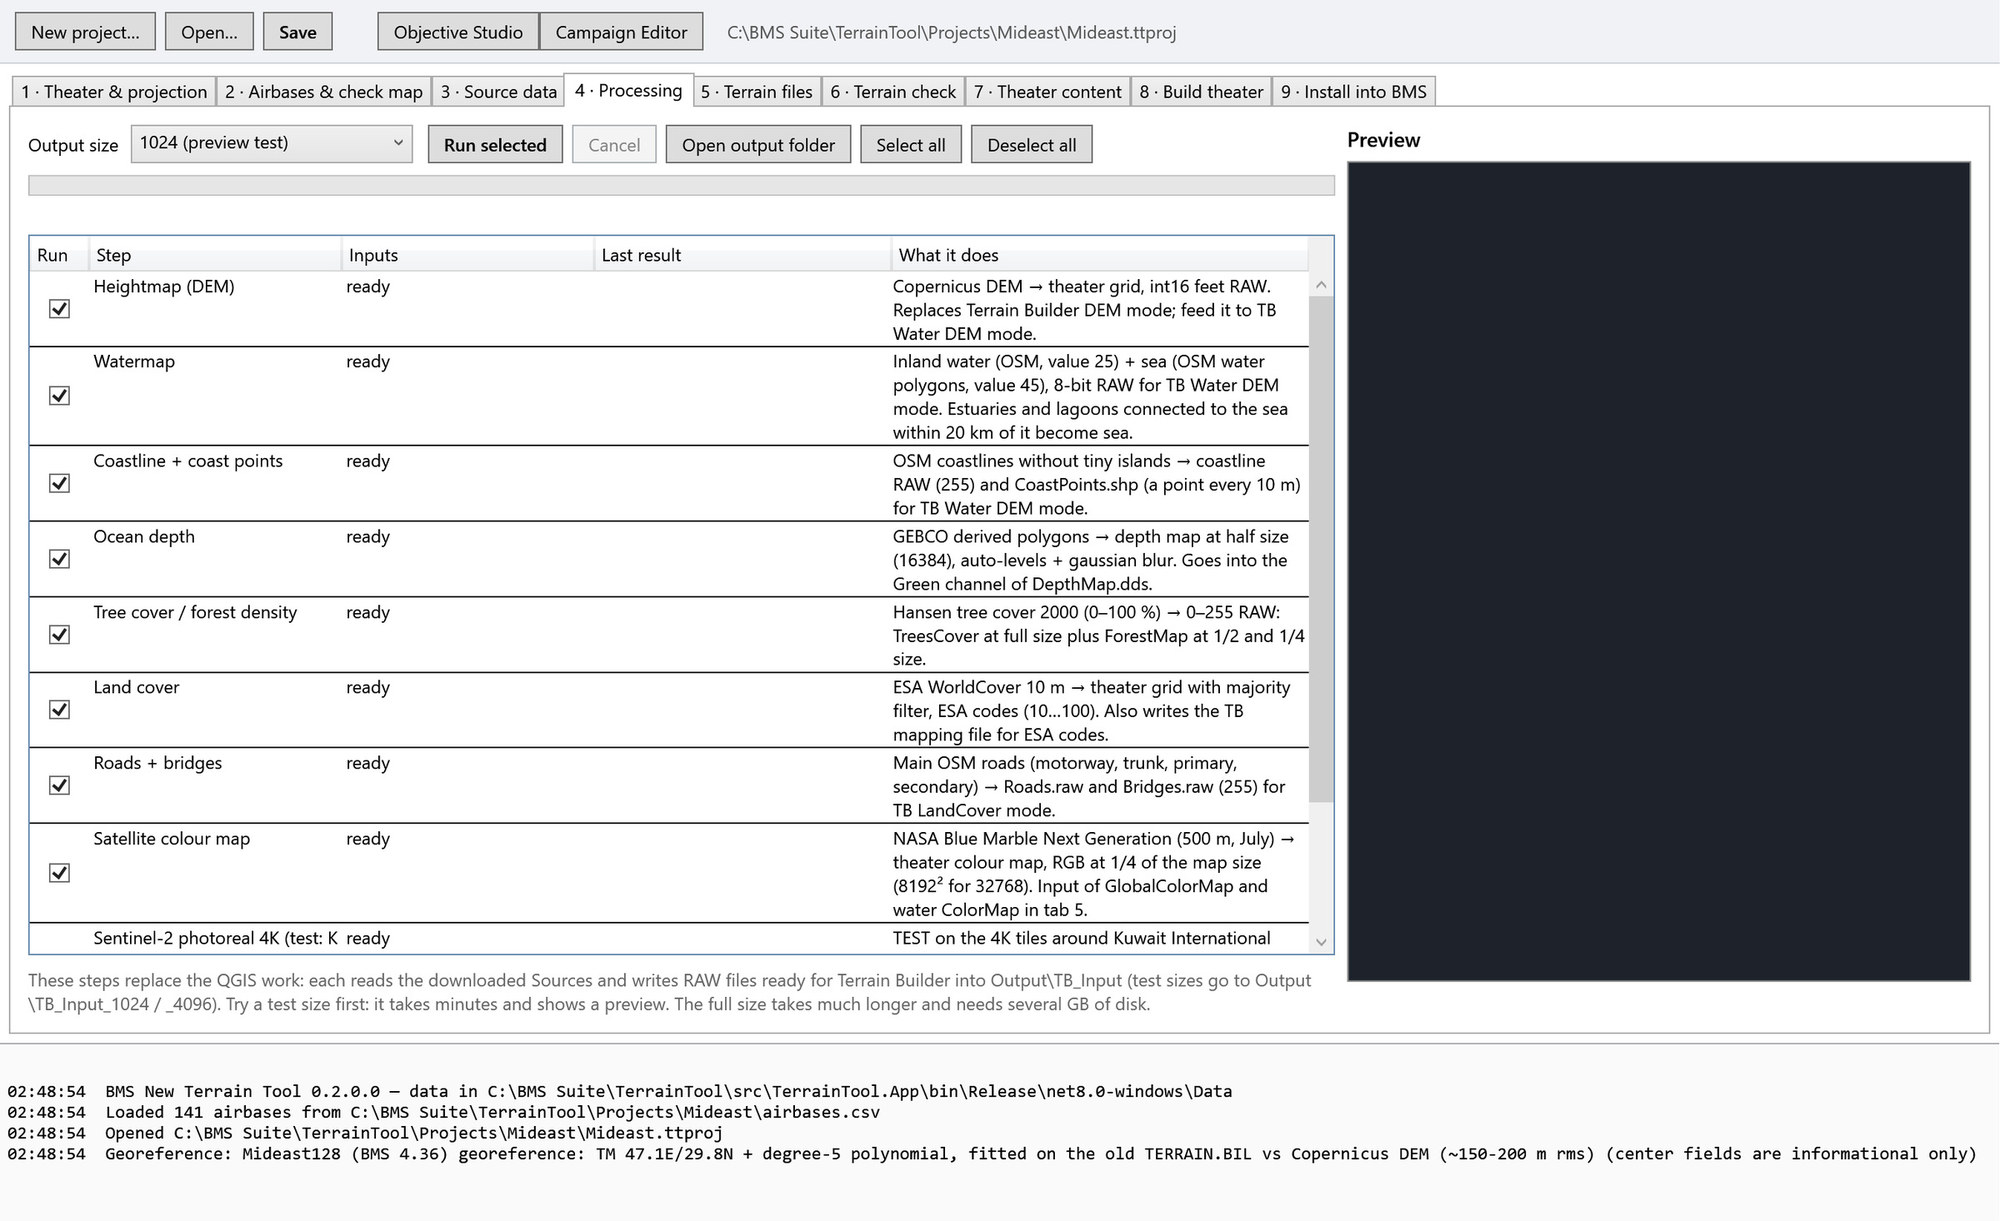 New project... Open... Save Objective Studio Campaign Editor C:\BMS Suite\TerrainTool\Projects\Mideast\Mideast.ttproj
1 · Theater & projection 2 · Airbases & check map 3 · Source data 4 · Processing 5 · Terrain files 6 · Terrain check 7 · Theater content 8 · Build theater 9 · Install into BMS
Output size 1024 (preview test) Run selected Cancel Open output folder Select all Deselect all
Preview
Run Step Inputs Last result What it does
Heightmap (DEM) ready Copernicus DEM → theater grid, int16 feet RAW.
Replaces Terrain Builder DEM mode; feed it to TB
Water DEM mode.
Watermap ready Inland water (OSM, value 25) + sea (OSM water
polygons, value 45), 8-bit RAW for TB Water DEM
mode. Estuaries and lagoons connected to the sea
within 20 km of it become sea.
Coastline + coast points ready OSM coastlines without tiny islands → coastline
RAW (255) and CoastPoints.shp (a point every 10 m)
for TB Water DEM mode.
Ocean depth ready GEBCO derived polygons → depth map at half size
(16384), auto-levels + gaussian blur. Goes into the
Green channel of DepthMap.dds.
Tree cover / forest density ready Hansen tree cover 2000 (0–100 %) → 0–255 RAW:
TreesCover at full size plus ForestMap at 1/2 and 1/4
size.
Land cover ready ESA WorldCover 10 m → theater grid with majority
filter, ESA codes (10…100). Also writes the TB
mapping file for ESA codes.
Roads + bridges ready Main OSM roads (motorway, trunk, primary,
secondary) → Roads.raw and Bridges.raw (255) for
TB LandCover mode.
Satellite colour map ready NASA Blue Marble Next Generation (500 m, July) →
theater colour map, RGB at 1/4 of the map size
(8192² for 32768). Input of GlobalColorMap and
water ColorMap in tab 5.
Sentinel-2 photoreal 4K (test: K ready TEST on the 4K tiles around Kuwait International
These steps replace the QGIS work: each reads the downloaded Sources and writes RAW files ready for Terrain Builder into Output\TB_Input (test sizes go to Output
\TB_Input_1024 / _4096). Try a test size first: it takes minutes and shows a preview. The full size takes much longer and needs several GB of disk.
02:48:54 BMS New Terrain Tool 0.2.0.0 — data in C:\BMS Suite\TerrainTool\src\TerrainTool.App\bin\Release\net8.0-windows\Data
02:48:54 Loaded 141 airbases from C:\BMS Suite\TerrainTool\Projects\Mideast\airbases.csv
02:48:54 Opened C:\BMS Suite\TerrainTool\Projects\Mideast\Mideast.ttproj
02:48:54 Georeference: Mideast128 (BMS 4.36) georeference: TM 47.1E/29.8N + degree-5 polynomial, fitted on the old TERRAIN.BIL vs Copernicus DEM (~150-200 m rms) (center fields are informational only)